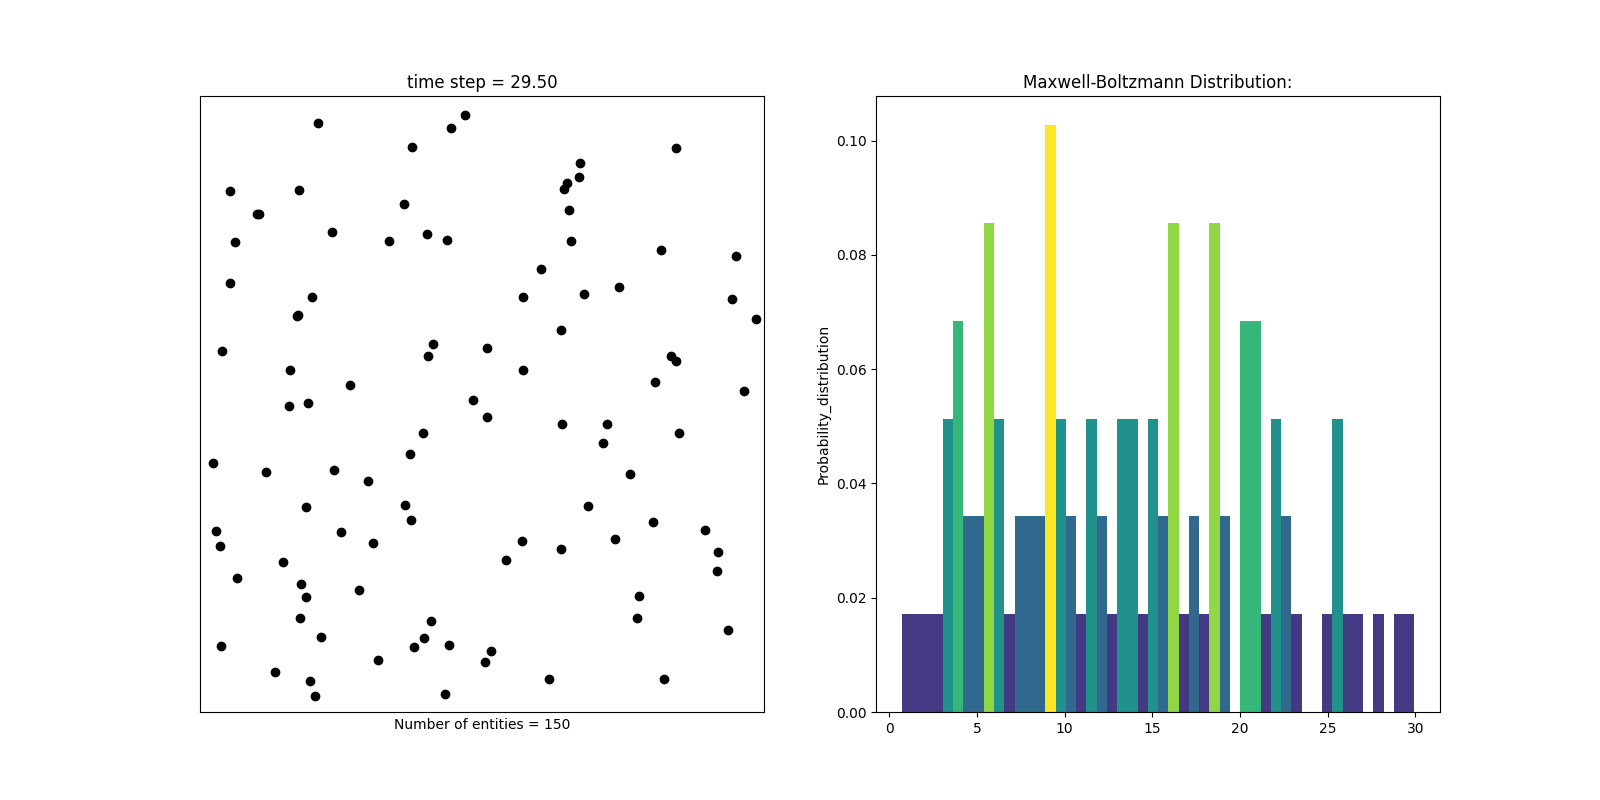 time step = 29.50
Number of entities = 150
Maxwell-Boltzmann Distribution:
Probability_distribution
0.10
0.08
0.06
0.04
0.02
0.00
0 5 10 15 20 25 30